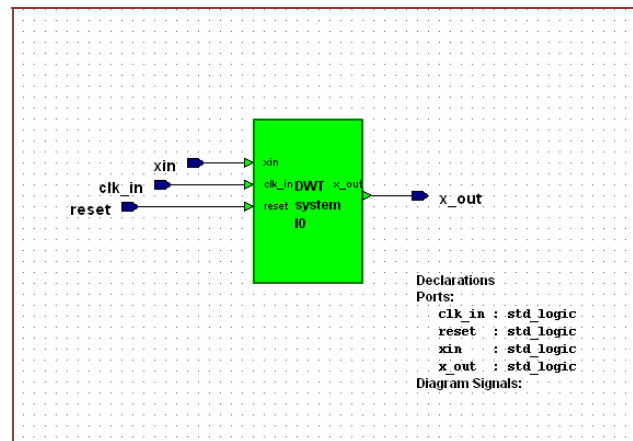 xin
clk_in
reset
xin
clk_in DWT x_out
reset system
I0
x_out
Declarations
Ports:
clk_in : std_logic
reset : std_logic
xin : std_logic
x_out : std_logic
Diagram Signals: